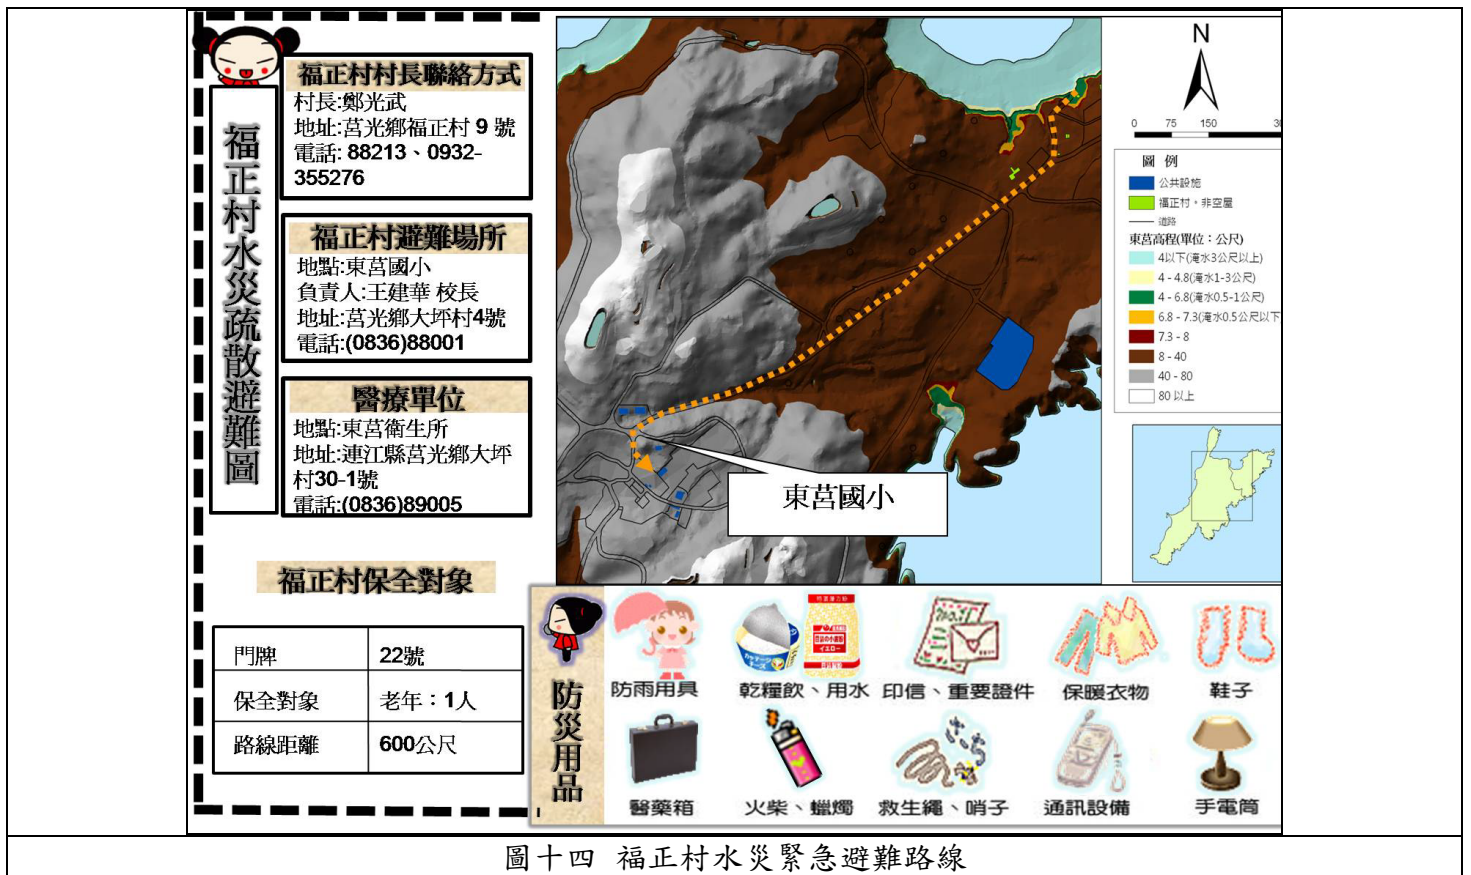 福正村水災疏散避難圖
福正村村長聯絡方式
村長:鄭光武
地址:莒光鄉福正村 9 號
電話: 88213、0932-
355276
福正村避難場所
地點:東莒國小
負責人:王建華 校長
地址:莒光鄉大坪村4號
電話:(0836)88001
醫療單位
地點:東莒衛生所
地址:連江縣莒光鄉大坪
村30-1號
電話:(0836)89005
福正村保全對象
門牌 22號
保全對象 老年：1人
路線距離 600公尺
東莒國小
N
0 75 150 30
圖 例
公共設施
福正村，非空屋
道路
東莒高程(單位：公尺)
4以下(淹水3公尺以上)
4 - 4.8(淹水1-3公尺)
4 - 6.8(淹水0.5-1公尺)
6.8 - 7.3(淹水0.5公尺以下
7.3 - 8
8 - 40
40 - 80
80 以上
防災用品
防雨用具
乾糧飲、用水
印信、重要證件
保暖衣物
鞋子
醫藥箱
火柴、蠟燭
救生繩、哨子
通訊設備
手電筒
圖十四 福正村水災緊急避難路線